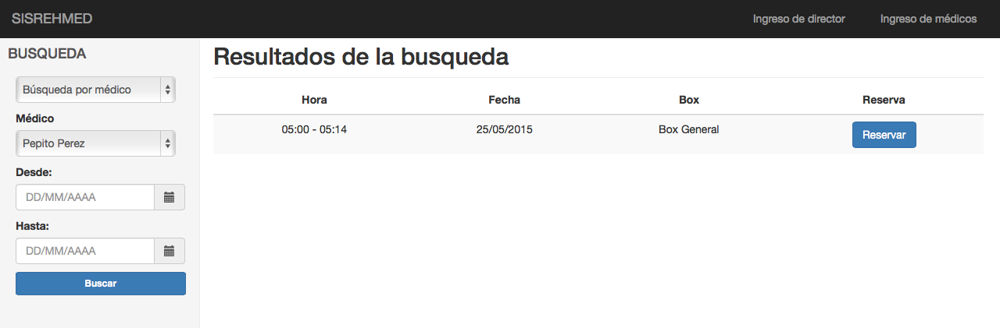 SISREHMED Ingreso de director Ingreso de médicos
BUSQUEDA
Búsqueda por médico
Médico
Pepito Perez
Desde:
DD/MM/AAAA
Hasta:
DD/MM/AAAA
Buscar
Resultados de la busqueda
Hora Fecha Box Reserva
05:00 - 05:14 25/05/2015 Box General Reservar